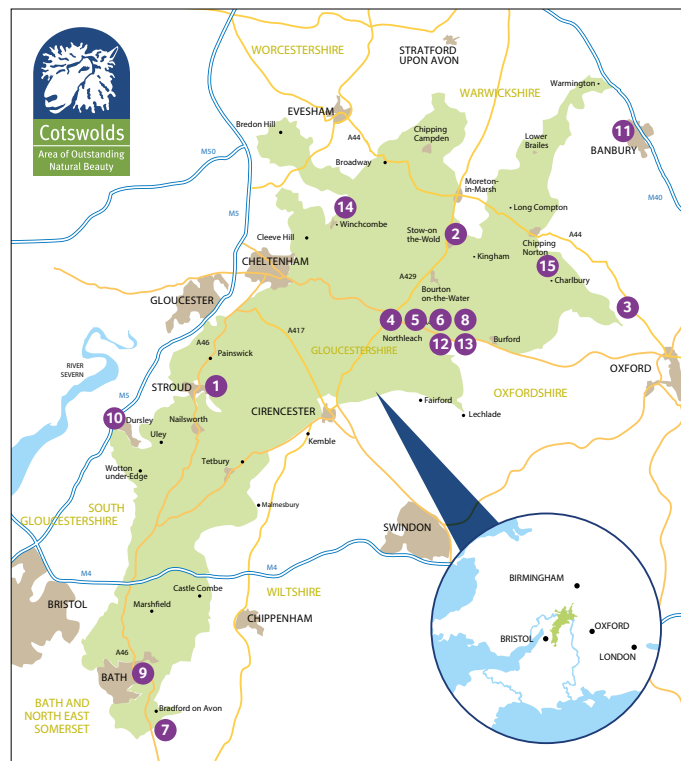 Cotswolds
Area of Outstanding
Natural Beauty
WORCESTERSHIRE
STRATFORD
UPON AVON
WARWICKSHIRE
Warmington
EVESHAM
Bredon Hill
A44
Chipping
Campden
Lower
Brailes
11
BANBURY
M50
Broadway
Moreton-
in-Marsh
M40
14
Winchcombe
Long Compton
M5
Cleeve Hill
Stow-on
the-Wold
2
A44
Chipping
Norton
Kingham
CHELTENHAM
15
Charlbury
A429
Bourton
on-the-Water
GLOUCESTER
3
4
5
6
8
A417
A46
GLOUCESTERSHIRE
Northleach
12
13
Burford
Painswick
RIVER
SEVERN
OXFORD
STROUD
1
OXFORDSHIRE
M5
Fairford
10
Dursley
Nailsworth
CIRENCESTER
Lechlade
Uley
Kemble
Tetbury
Wotton
under-Edge
SOUTH
GLOUCESTERSHIRE
Malmesbury
SWINDON
M4
M4
BIRMINGHAM
Castle Combe
WILTSHIRE
BRISTOL
Marshfield
CHIPPENHAM
OXFORD
BRISTOL
LONDON
A46
BATH
9
BATH AND
NORTH EAST
SOMERSET
Bradford on Avon
7